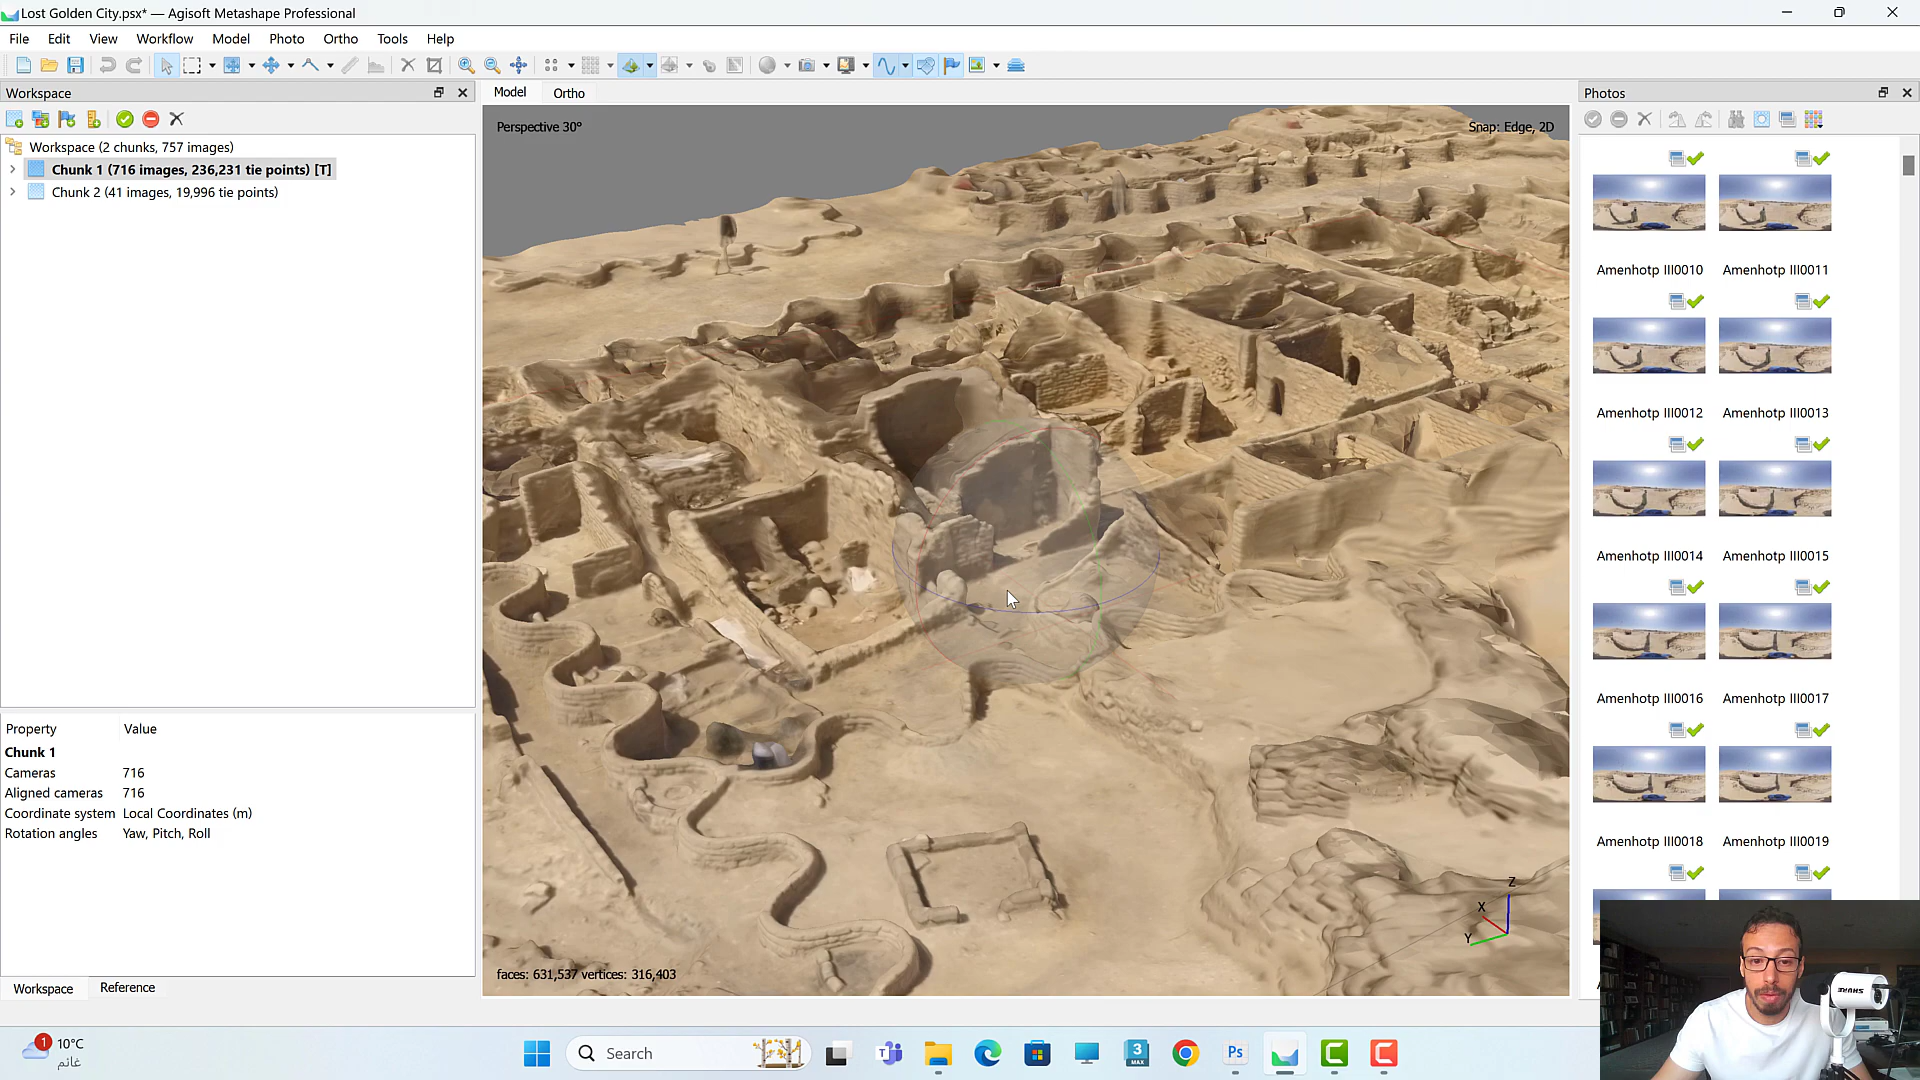 Lost Golden City.psx* — Agisoft Metashape Professional
File Edit View Workflow Model Photo Ortho Tools Help
Workspace
Model Ortho
Photos
Perspective 30°
Snap: Edge, 2D
Workspace (2 chunks, 757 images)
Chunk 1 (716 images, 236,231 tie points) [T]
Chunk 2 (41 images, 19,996 tie points)
Amenhotp III0010 Amenhotp III0011
Amenhotp III0012 Amenhotp III0013
Amenhotp III0014 Amenhotp III0015
Amenhotp III0016 Amenhotp III0017
Amenhotp III0018 Amenhotp III0019
Property Value
Chunk 1
Cameras 716
Aligned cameras 716
Coordinate system Local Coordinates (m)
Rotation angles Yaw, Pitch, Roll
Z
X
Y
faces: 631,537 vertices: 316,403
Workspace Reference
SHURE
1
10°C
غائم
Search
3
MAX
Ps
C
C